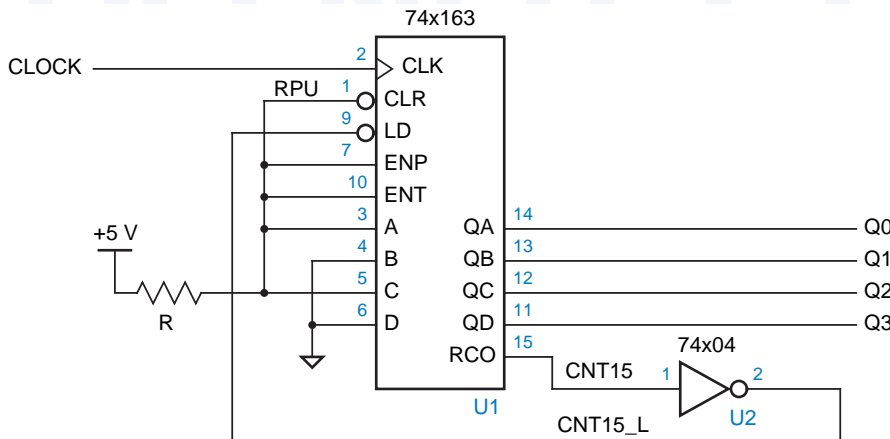 74x163
CLOCK
2
CLK
RPU
1
CLR
9
LD
7
ENP
10
ENT
3
A
QA
14
Q0
+5 V
4
B
QB
13
Q1
5
C
QC
12
Q2
R
6
D
QD
11
Q3
RCO
15
74x04
CNT15
1
2
U1
CNT15_L
U2